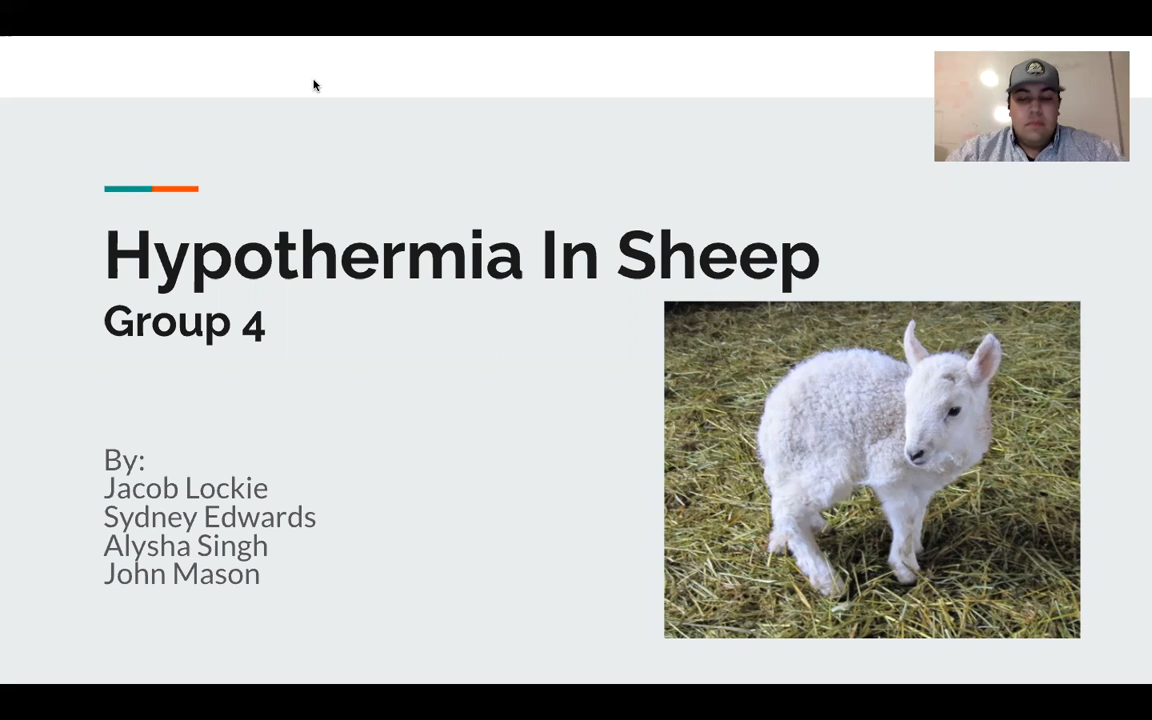 Hypothermia In Sheep
Group 4
By:
Jacob Lockie
Sydney Edwards
Alysha Singh
John Mason